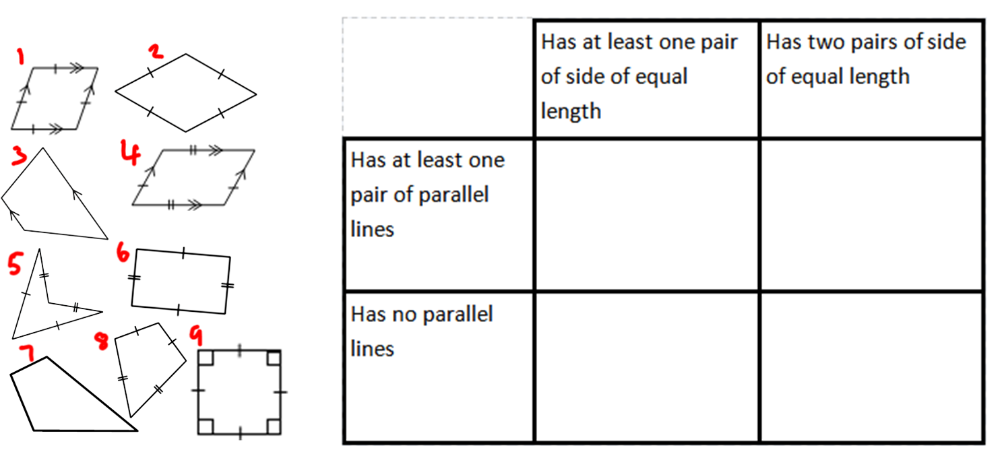 1
2
3
4
5
6
7
8
9
Has at least one pair
of side of equal
length
Has two pairs of side
of equal length
Has at least one
pair of parallel
lines
Has no parallel
lines